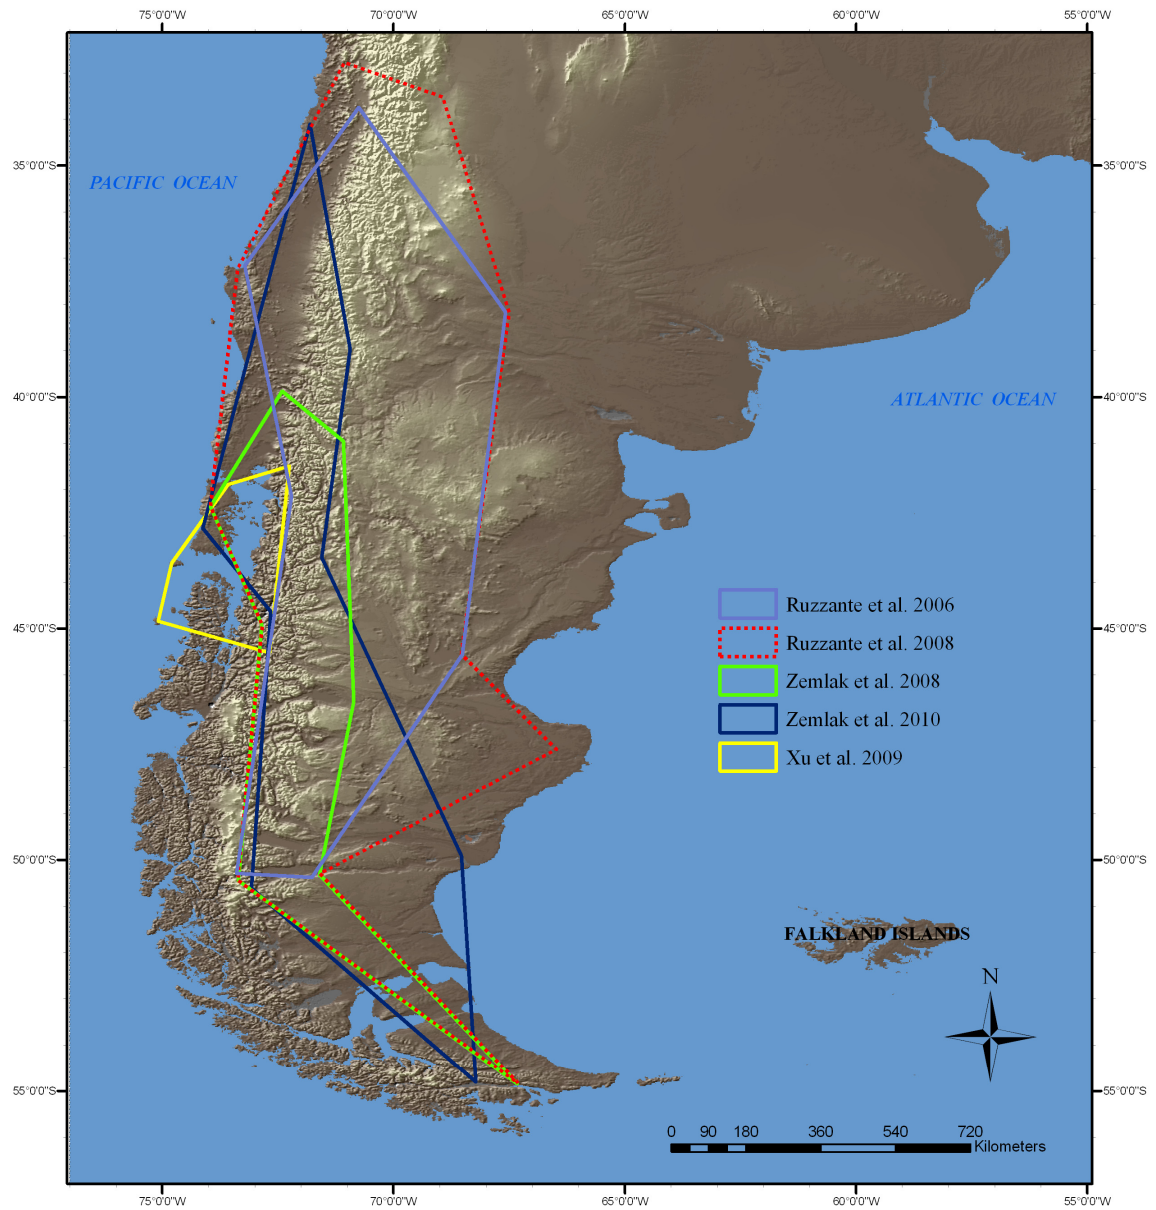 75°0'0"W 70°0'0"W 65°0'0"W 60°0'0"W 55°0'0"W
35°0'0"S PACIFIC OCEAN 35°0'0"S
40°0'0"S ATLANTIC OCEAN 40°0'0"S
Ruzzante et al. 2006
45°0'0"S Ruzzante et al. 2008 45°0'0"S
Zemlak et al. 2008
Zemlak et al. 2010
Xu et al. 2009
50°0'0"S 50°0'0"S
FALKLAND ISLANDS
N
55°0'0"S 55°0'0"S
0 90 180 360 540 720
Kilometers
75°0'0"W 70°0'0"W 65°0'0"W 60°0'0"W 55°0'0"W